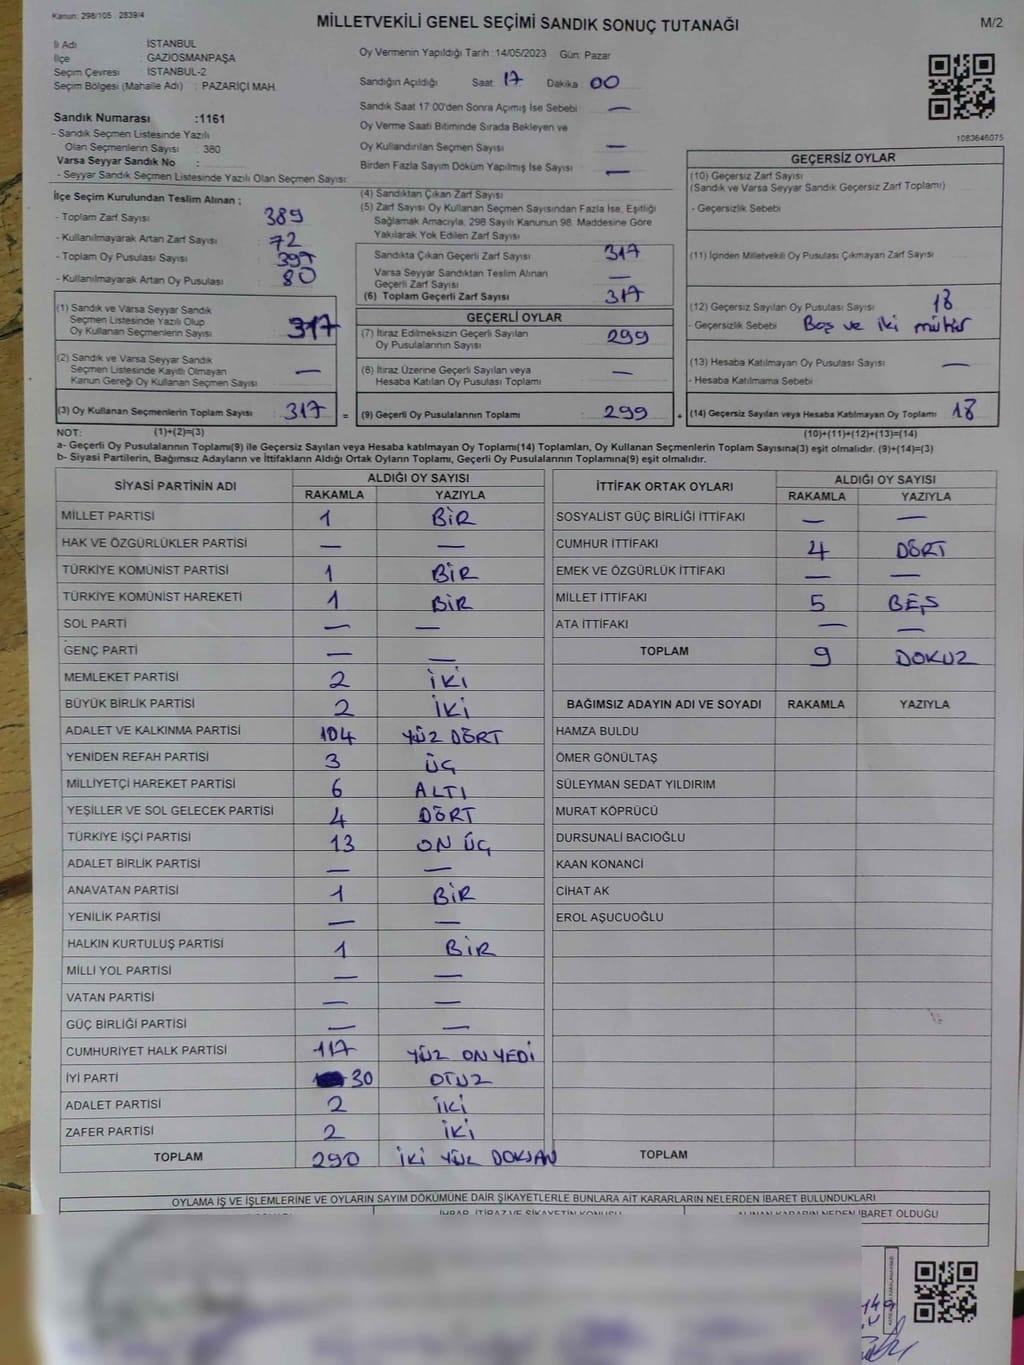 Kanun: 298/105 2839/4
MİLLETVEKİLİ GENEL SEÇİMİ SANDIK SONUÇ TUTANAĞI
M/2
İl Adı : İSTANBUL
İlçe : GAZİOSMANPAŞA
Seçim Çevresi : İSTANBUL-2
Seçim Bölgesi (Mahalle Adı) : PAZARİÇİ MAH.
Sandık Numarası :1161
- Sandık Seçmen Listesinde Yazılı
Olan Seçmenlerin Sayısı : 380
Varsa Seyyar Sandık No :
- Seyyar Sandık Seçmen Listesinde Yazılı Olan Seçmen Sayısı:
Oy Vermenin Yapıldığı Tarih :14/05/2023 Gün: Pazar
Sandığın Açıldığı Saat 17 Dakika 00
Sandık Saat 17:00'den Sonra Açımış İse Sebebi —
Oy Verme Saati Bitiminde Sırada Bekleyen ve
Oy Kullandırılan Seçmen Sayısı —
Birden Fazla Sayım Döküm Yapılmış İse Sayısı —
1083646075
İlçe Seçim Kurulundan Teslim Alınan ;
- Toplam Zarf Sayısı : 389
- Kullanılmayarak Artan Zarf Sayısı : 72
- Toplam Oy Pusulası Sayısı : 397
- Kullanılmayarak Artan Oy Pusulası : 80
(1) Sandık ve Varsa Seyyar Sandık
Seçmen Listesinde Yazılı Olup
Oy Kullanan Seçmenlerin Sayısı : 317
(2) Sandık ve Varsa Seyyar Sandık
Seçmen Listesinde Kayıtlı Olmayan
Kanun Gereği Oy Kullanan Seçmen Sayısı : —
(3) Oy Kullanan Seçmenlerin Toplam Sayısı : 317 =
(4) Sandıktan Çıkan Zarf Sayısı
(5) Zarf Sayısı Oy Kullanan Seçmen Sayısından Fazla İse, Eşitliği
Sağlamak Amacıyla, 298 Sayılı Kanunun 98. Maddesine Göre
Yakılarak Yok Edilen Zarf Sayısı
Sandıkta Çıkan Geçerli Zarf Sayısı : 317
Varsa Seyyar Sandıktan Teslim Alınan
Geçerli Zarf Sayısı : —
(6) Toplam Geçerli Zarf Sayısı : 317
GEÇERLİ OYLAR
(7) İtiraz Edilmeksizin Geçerli Sayılan
Oy Pusulalarının Sayısı : 299
(8) İtiraz Üzerine Geçerli Sayılan veya
Hesaba Katılan Oy Pusulası Toplamı : —
(9) Geçerli Oy Pusulalarının Toplamı : 299 +
GEÇERSİZ OYLAR
(10) Geçersiz Zarf Sayısı
(Sandık ve Varsa Seyyar Sandık Geçersiz Zarf Toplamı) :
- Geçersizlik Sebebi :
(11) İçinden Milletvekili Oy Pusulası Çıkmayan Zarf Sayısı :
(12) Geçersiz Sayılan Oy Pusulası Sayısı : 18
- Geçersizlik Sebebi : Boş ve iki mühür
(13) Hesaba Katılmayan Oy Pusulası Sayısı : —
- Hesaba Katılmama Sebebi :
(14) Geçersiz Sayılan veya Hesaba Katılmayan Oy Toplamı : 18
NOT: (1)+(2)=(3) (10)+(11)+(12)+(13)=(14)
a- Geçerli Oy Pusulalarının Toplamı(9) ile Geçersiz Sayılan veya Hesaba katılmayan Oy Toplamı(14) Toplamları, Oy Kullanan Seçmenlerin Toplam Sayısına(3) eşit olmalıdır. (9)+(14)=(3)
b- Siyasi Partilerin, Bağımsız Adayların ve İttifakların Aldığı Ortak Oyların Toplamı, Geçerli Oy Pusulalarının Toplamına(9) eşit olmalıdır.
SİYASİ PARTİNİN ADI
ALDIĞI OY SAYISI
RAKAMLA YAZIYLA
MİLLET PARTİSİ 1 BİR
HAK VE ÖZGÜRLÜKLER PARTİSİ — —
TÜRKİYE KOMÜNİST PARTİSİ 1 BİR
TÜRKİYE KOMÜNİST HAREKETİ 1 BİR
SOL PARTİ — —
GENÇ PARTİ — —
MEMLEKET PARTİSİ 2 İKİ
BÜYÜK BİRLİK PARTİSİ 2 İKİ
ADALET VE KALKINMA PARTİSİ 104 YÜZ DÖRT
YENİDEN REFAH PARTİSİ 3 ÜÇ
MİLLİYETÇİ HAREKET PARTİSİ 6 ALTI
YEŞİLLER VE SOL GELECEK PARTİSİ 4 DÖRT
TÜRKİYE İŞÇİ PARTİSİ 13 ON ÜÇ
ADALET BİRLİK PARTİSİ — —
ANAVATAN PARTİSİ 1 BİR
YENİLİK PARTİSİ — —
HALKIN KURTULUŞ PARTİSİ 1 BİR
MİLLİ YOL PARTİSİ — —
VATAN PARTİSİ — —
GÜÇ BİRLİĞİ PARTİSİ — —
CUMHURİYET HALK PARTİSİ 117 YÜZ ON YEDİ
İYİ PARTİ 30 OTUZ
ADALET PARTİSİ 2 İKİ
ZAFER PARTİSİ 2 İKİ
TOPLAM 290 İKİ YÜZ DOKSAN
İTTİFAK ORTAK OYLARI
ALDIĞI OY SAYISI
RAKAMLA YAZIYLA
SOSYALİST GÜÇ BİRLİĞİ İTTİFAKI — —
CUMHUR İTTİFAKI 4 DÖRT
EMEK VE ÖZGÜRLÜK İTTİFAKI — —
MİLLET İTTİFAKI 5 BEŞ
ATA İTTİFAKI — —
TOPLAM 9 DOKUZ
BAĞIMSIZ ADAYIN ADI VE SOYADI RAKAMLA YAZIYLA
HAMZA BULDU
ÖMER GÖNÜLTAŞ
SÜLEYMAN SEDAT YILDIRIM
MURAT KÖPRÜCÜ
DURSUNALİ BACIOĞLU
KAAN KONANCİ
CİHAT AK
EROL AŞUCUOĞLU
TOPLAM
OYLAMA İŞ VE İŞLEMLERİNE VE OYLARIN SAYIM DÖKÜMÜNE DAİR ŞİKAYETLERLE BUNLARA AİT KARARLARIN NELERDEN İBARET BULUNDUKLARI
İHBAR, İTİRAZ VE ŞİKAYETİN KONUSU
ALINAN KARARIN NEDEN İBARET OLDUĞU